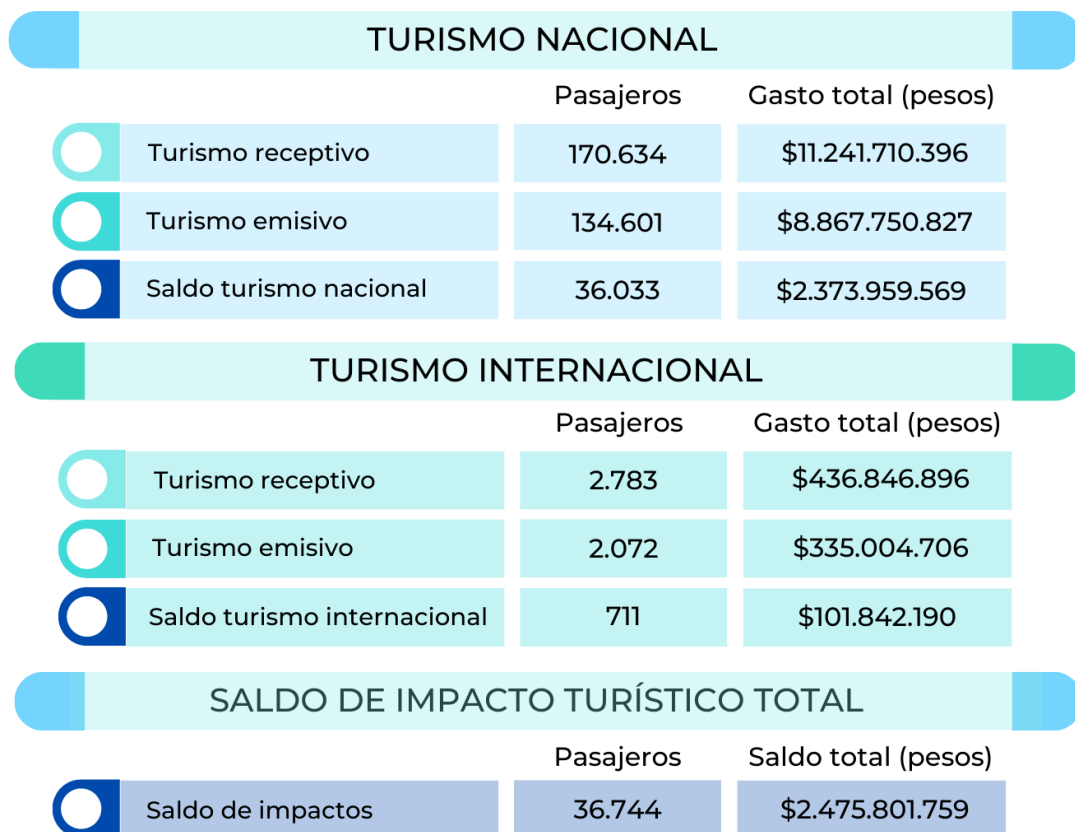 TURISMO NACIONAL
Pasajeros Gasto total (pesos)
Turismo receptivo 170.634 $11.241.710.396
Turismo emisivo 134.601 $8.867.750.827
Saldo turismo nacional 36.033 $2.373.959.569
TURISMO INTERNACIONAL
Pasajeros Gasto total (pesos)
Turismo receptivo 2.783 $436.846.896
Turismo emisivo 2.072 $335.004.706
Saldo turismo internacional 711 $101.842.190
SALDO DE IMPACTO TURÍSTICO TOTAL
Pasajeros Saldo total (pesos)
Saldo de impactos 36.744 $2.475.801.759